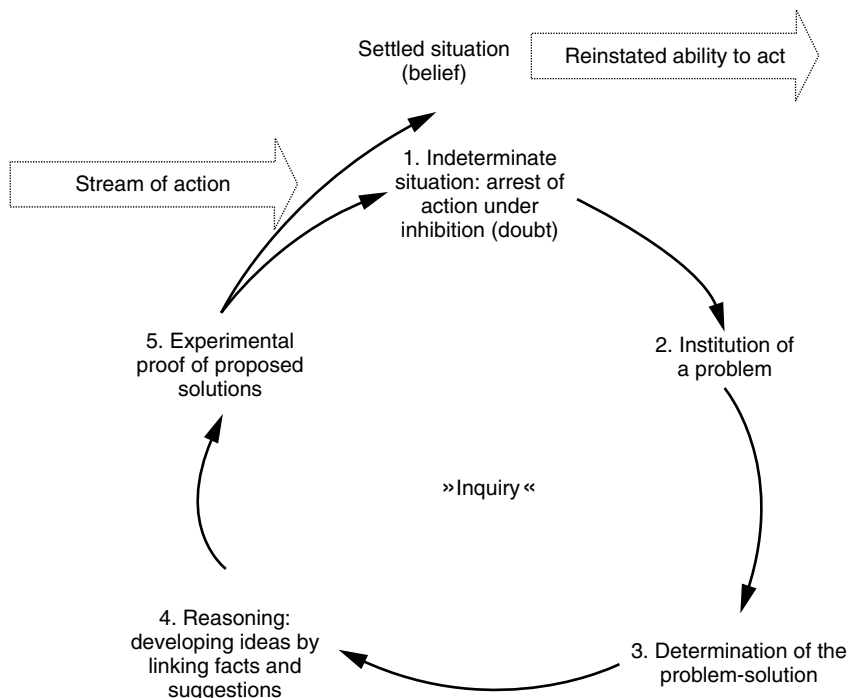 Settled situation
(belief)
Reinstated ability to act
Stream of action
1. Indeterminate
situation: arrest of
action under
inhibition (doubt)
2. Institution of
a problem
»Inquiry«
3. Determination of the
problem-solution
4. Reasoning:
developing ideas by
linking facts and
suggestions
5. Experimental
proof of proposed
solutions